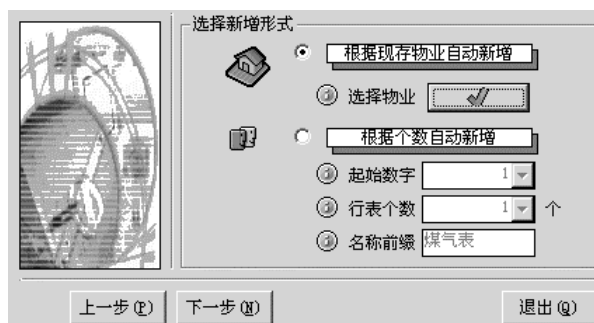 选择新增形式
根据现存物业自动新增
选择物业
根据个数自动新增
起始数字 1
行表个数 1 个
名称前缀 煤气表
上一步(P) 下一步(N) 退出(Q)